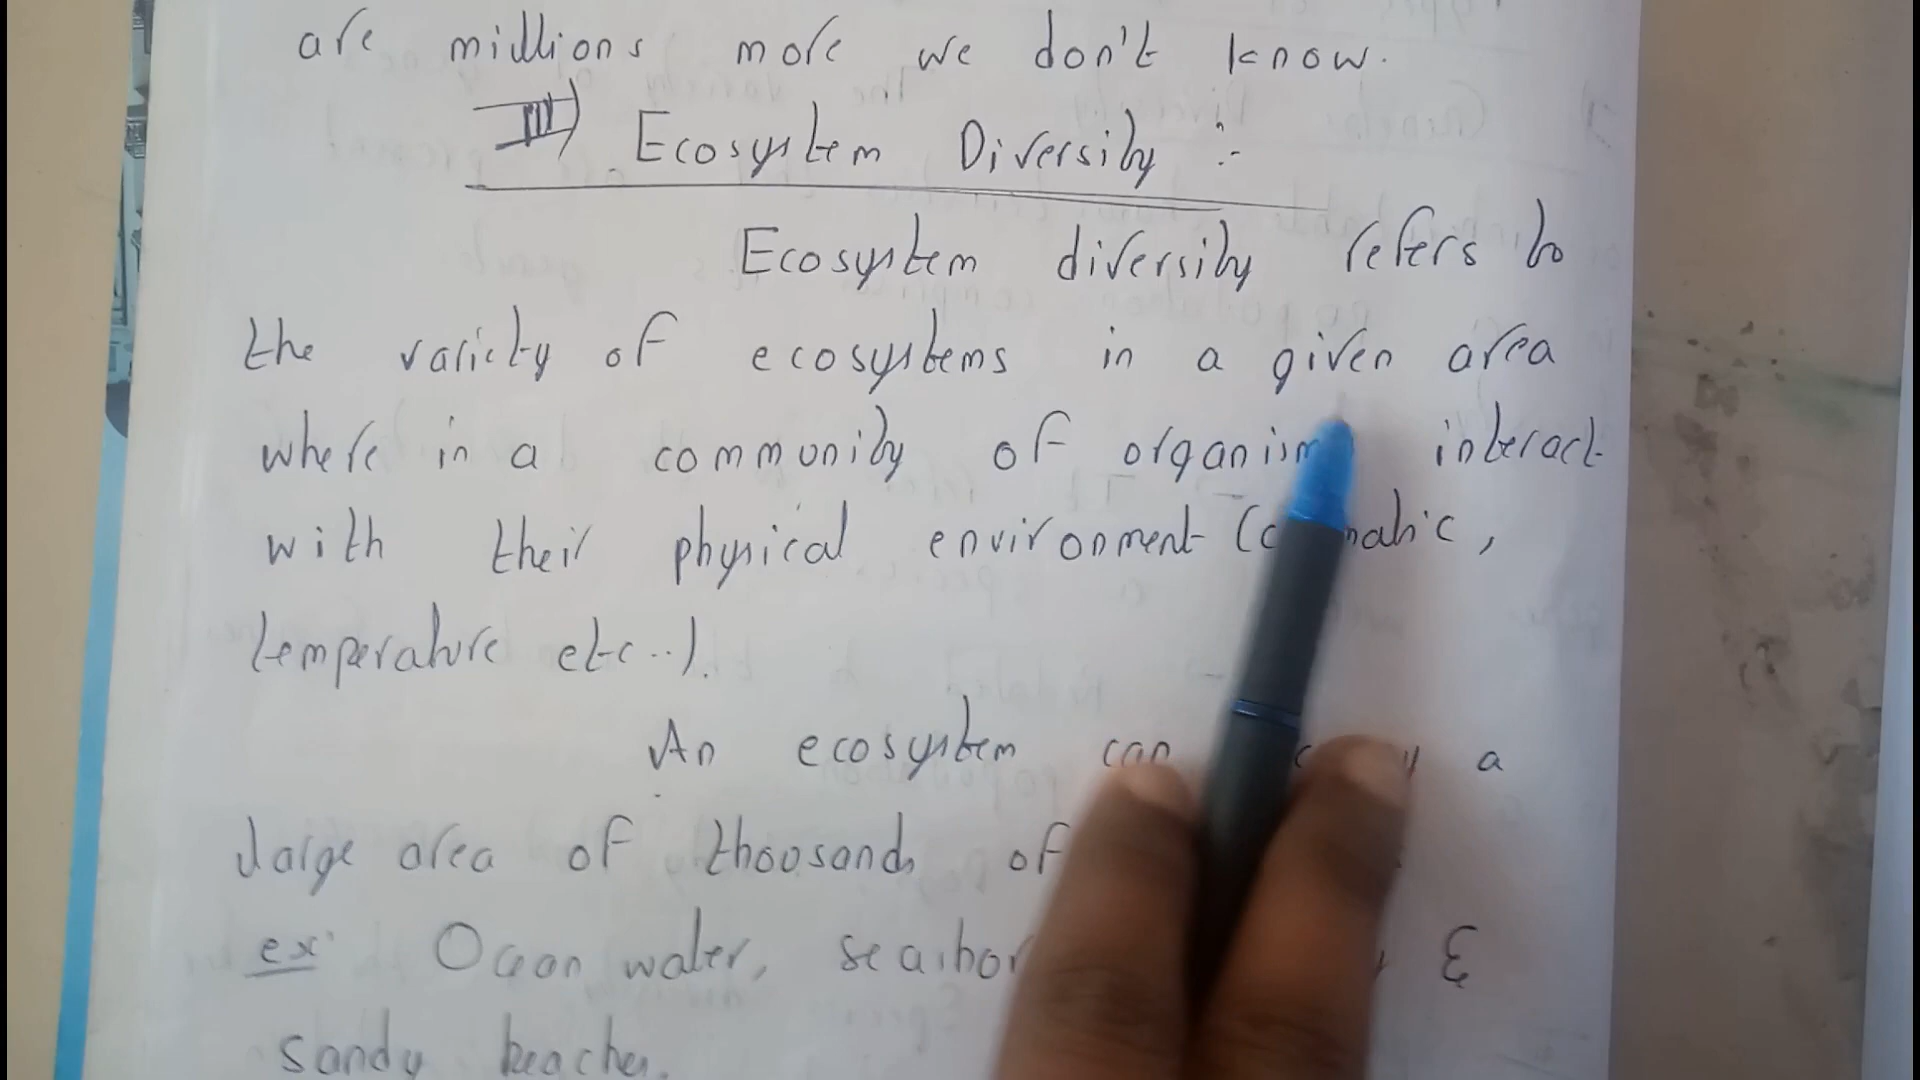 are millions more we don't know.
III) Ecosystem Diversity :-
Ecosystem diversity refers to
the variety of ecosystems in a given area
where in a community of organism interact
with their physical environment
temperature etc..).
An ecosystem can a
large area of thousands of
ex: Ocean water, &
sandy beaches.